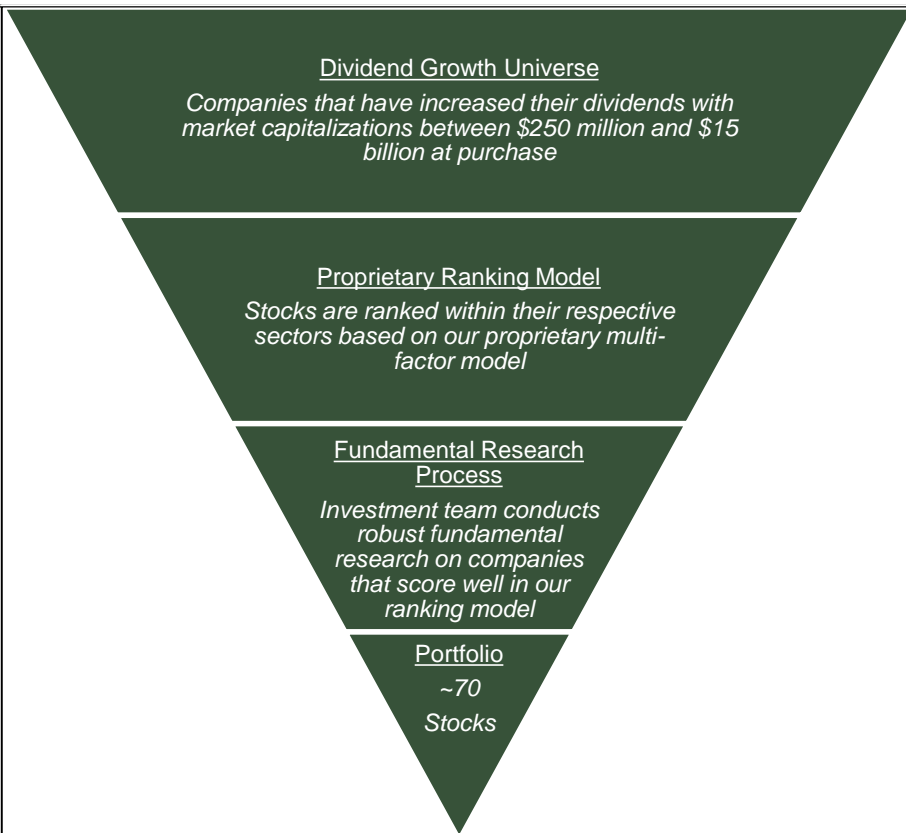 Dividend Growth Universe
Companies that have increased their dividends with
market capitalizations between $250 million and $15
billion at purchase
Proprietary Ranking Model
Stocks are ranked within their respective
sectors based on our proprietary multi-
factor model
Fundamental Research
Process
Investment team conducts
robust fundamental
research on companies
that score well in our
ranking model
Portfolio
~70
Stocks